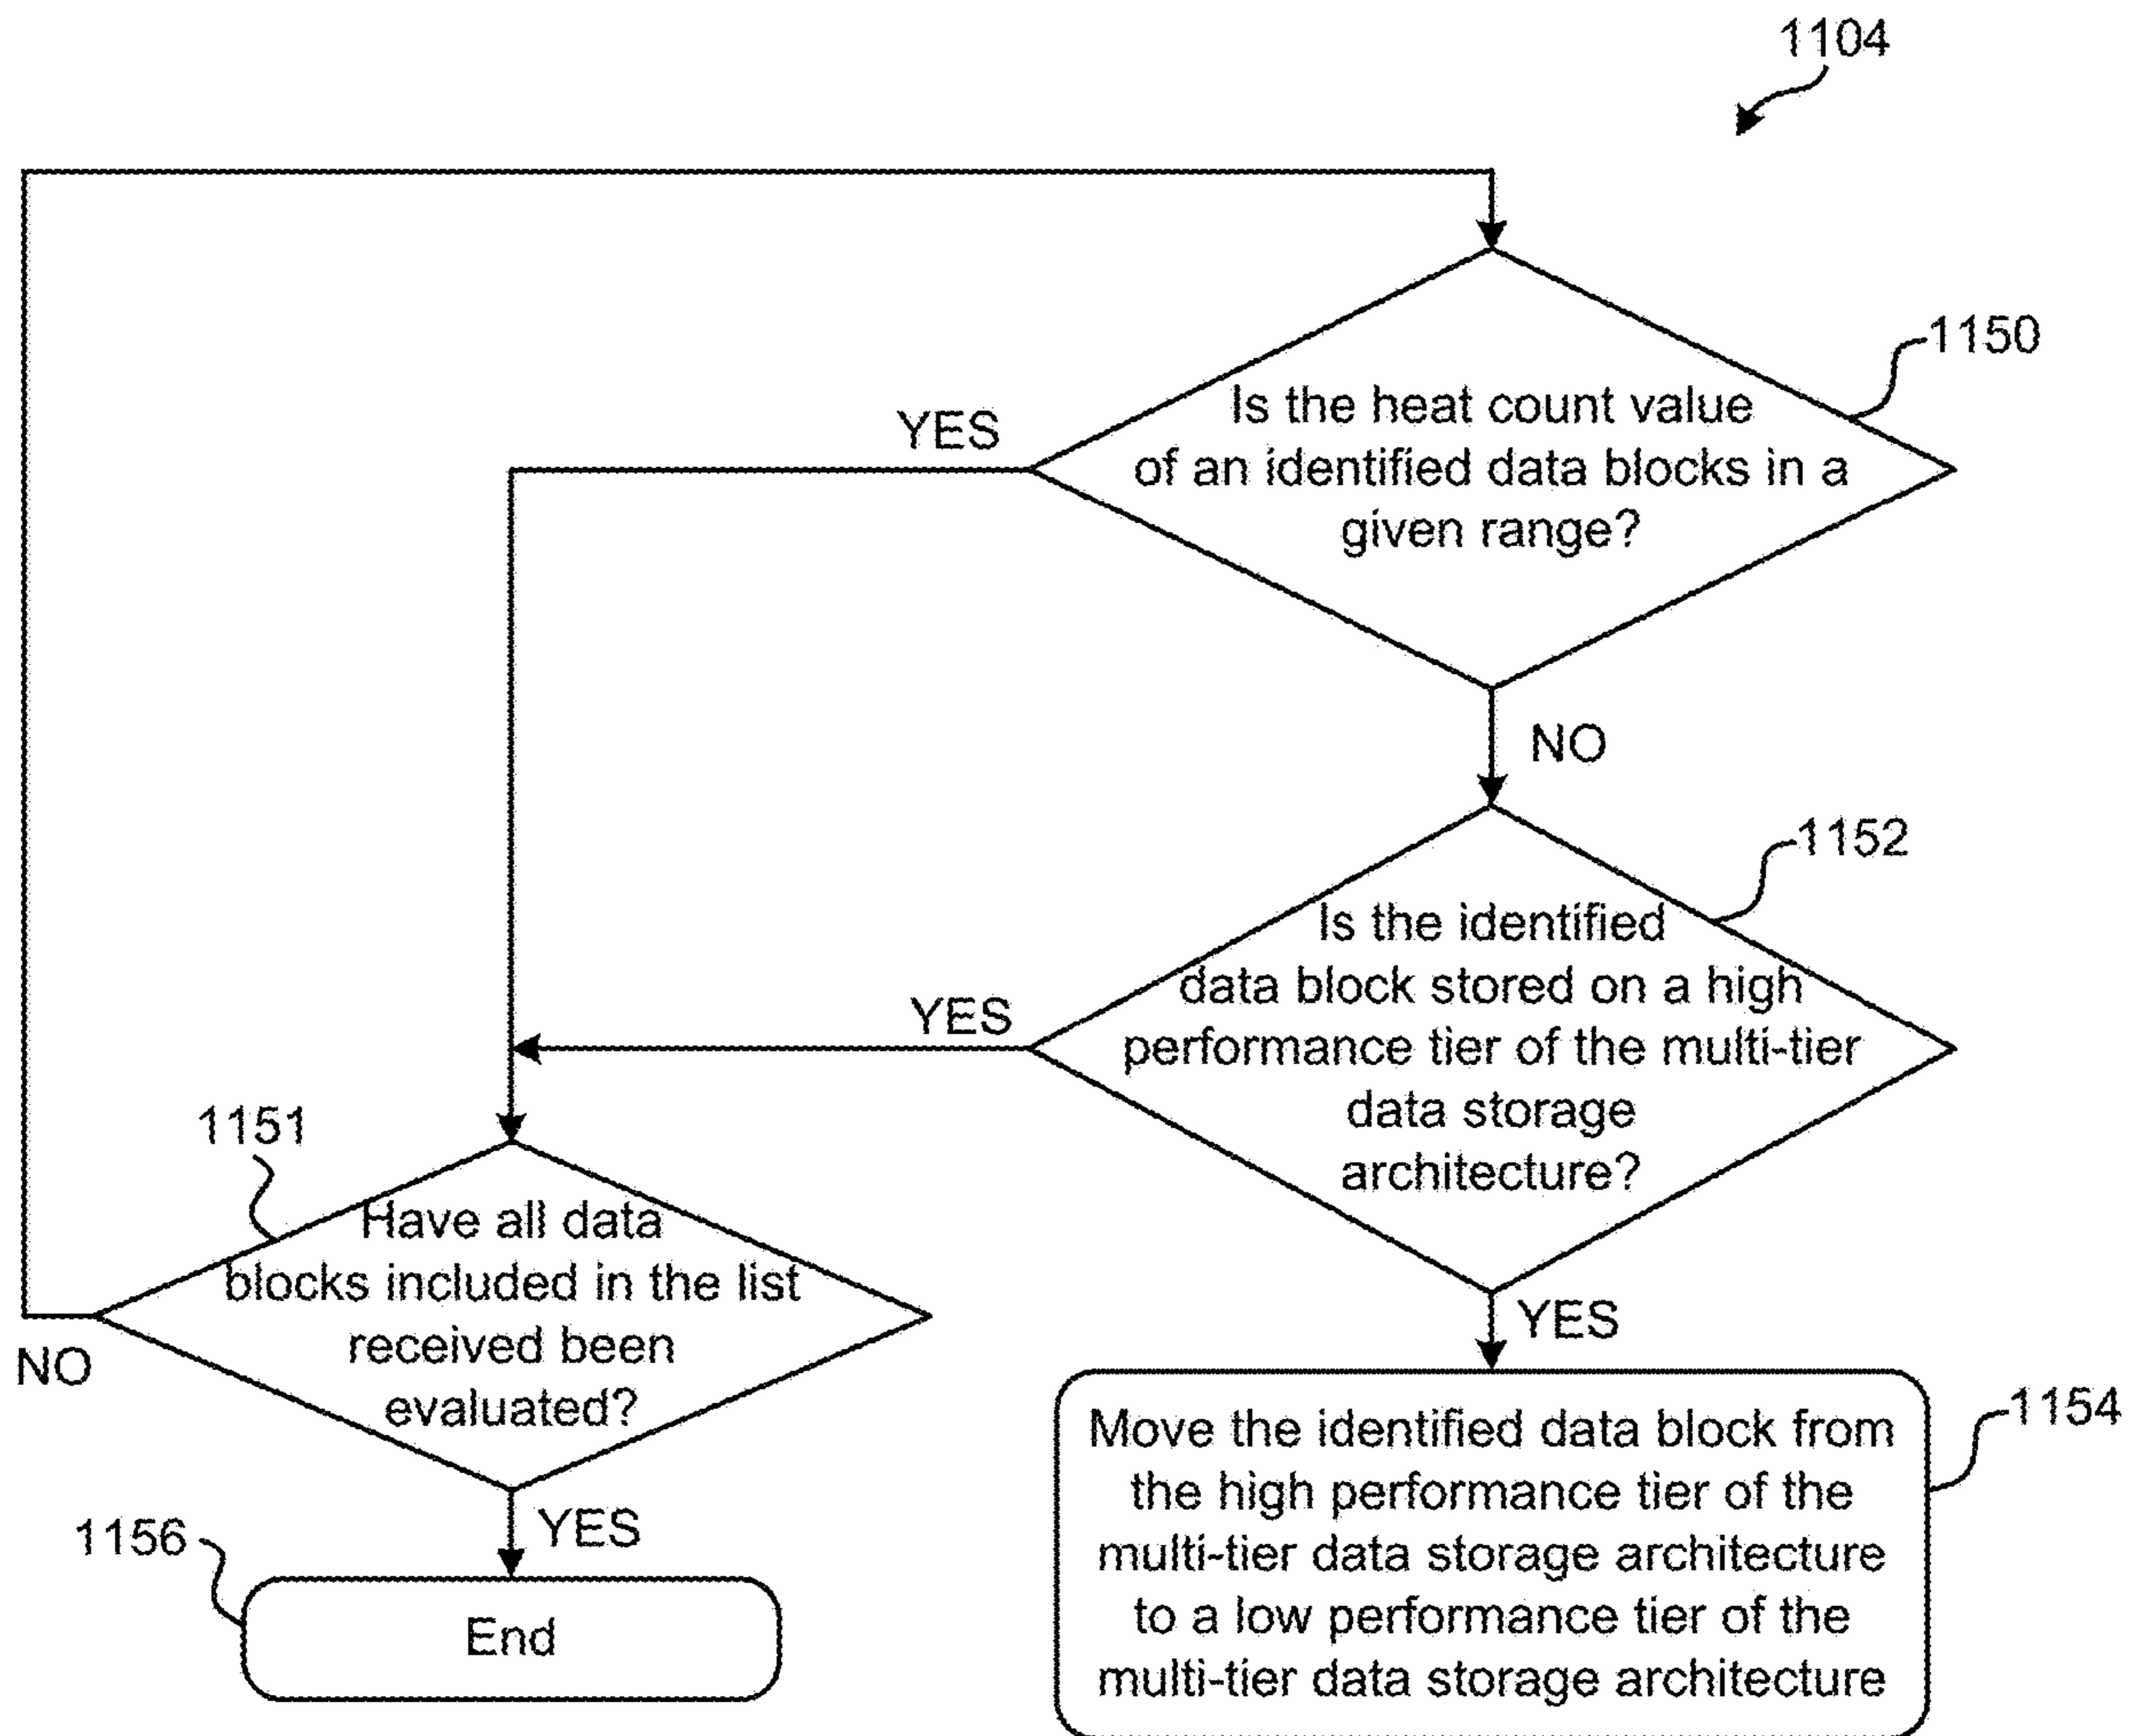 1104
1150
Is the heat count value
of an identified data blocks in a
given range?
YES
NO
1152
Is the identified
data block stored on a high
performance tier of the multi-tier
data storage
architecture?
YES
YES
1151
Have all data
blocks included in the list
received been
evaluated?
NO
YES
1154
Move the identified data block from
the high performance tier of the
multi-tier data storage architecture
to a low performance tier of the
multi-tier data storage architecture
1156
End